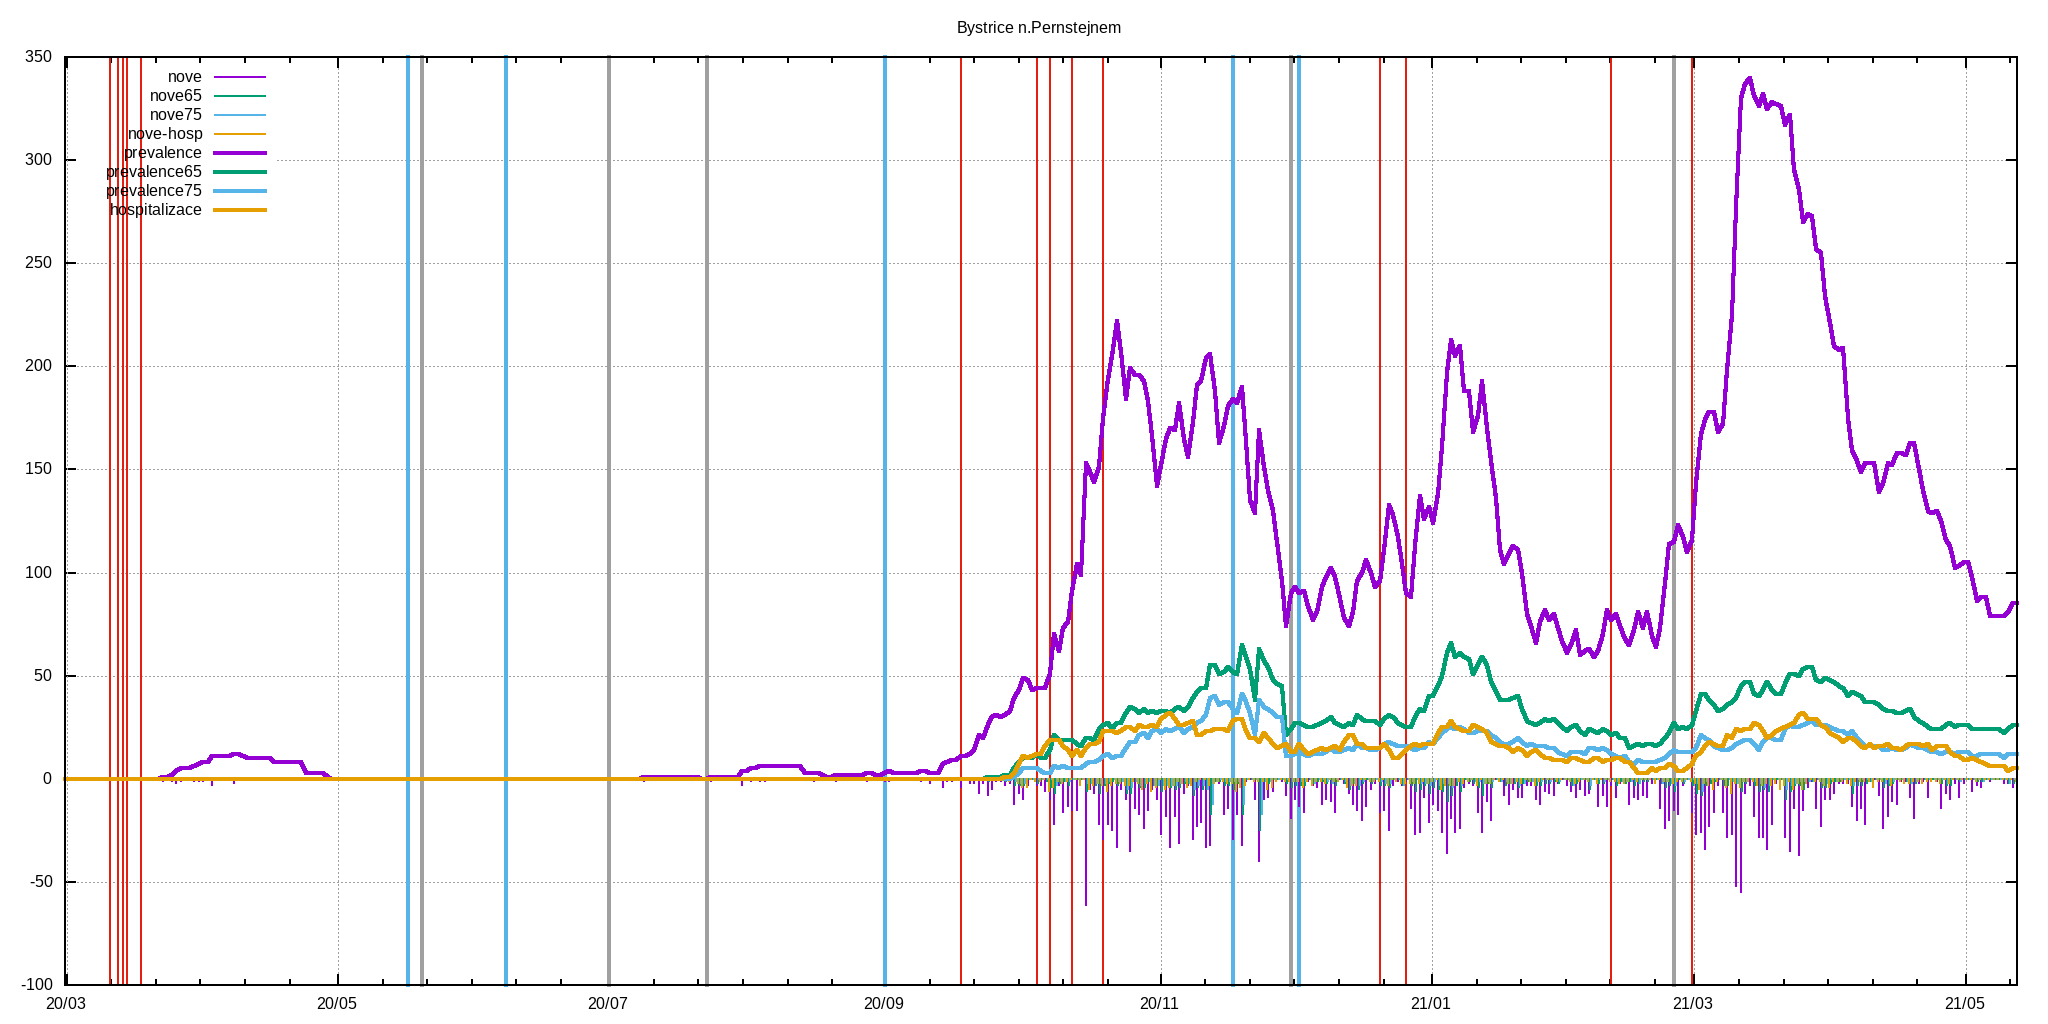 Bystrice n.Pernstejnem
350
300
250
200
150
100
50
0
-50
-100
nove
nove65
nove75
nove-hosp
prevalence
prevalence65
prevalence75
hospitalizace
20/03 20/05 20/07 20/09 20/11 21/01 21/03 21/05